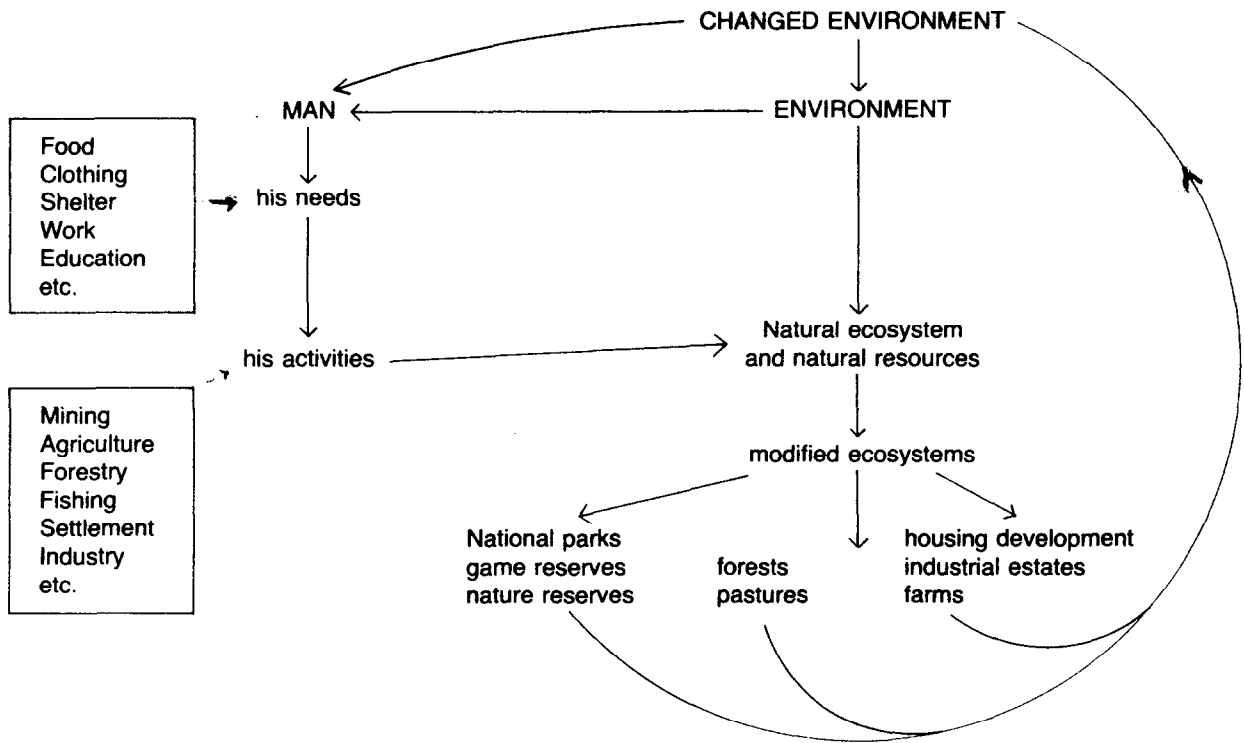 CHANGED ENVIRONMENT
MAN
ENVIRONMENT
Food
Clothing
Shelter
Work
Education
etc.
his needs
his activities
Natural ecosystem
and natural resources
Mining
Agriculture
Forestry
Fishing
Settlement
Industry
etc.
modified ecosystems
National parks
game reserves
nature reserves
forests
pastures
housing development
industrial estates
farms